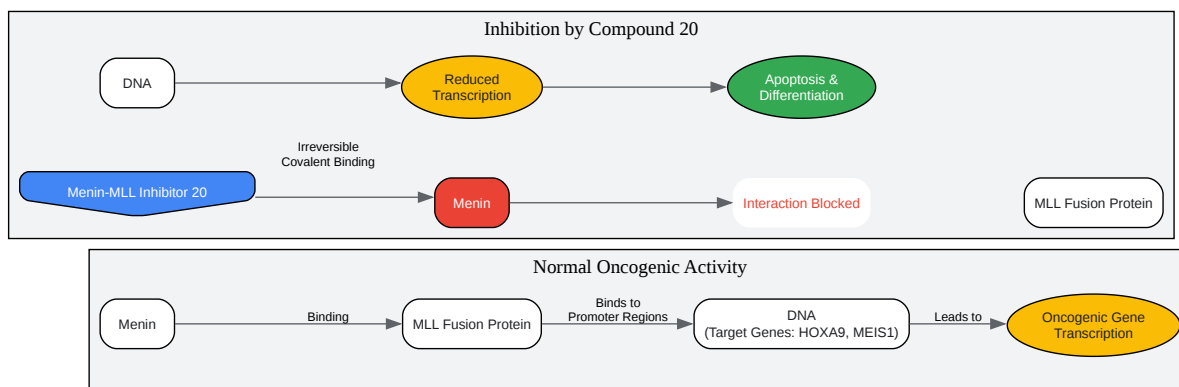 Inhibition by Compound 20
DNA
Reduced
Transcription
Apoptosis &
Differentiation
Irreversible
Covalent Binding
Menin-MLL Inhibitor 20
Menin
Interaction Blocked
MLL Fusion Protein
Normal Oncogenic Activity
Menin
Binding
MLL Fusion Protein
Binds to
Promoter Regions
DNA
(Target Genes: HOXA9, MEIS1)
Leads to
Oncogenic Gene
Transcription